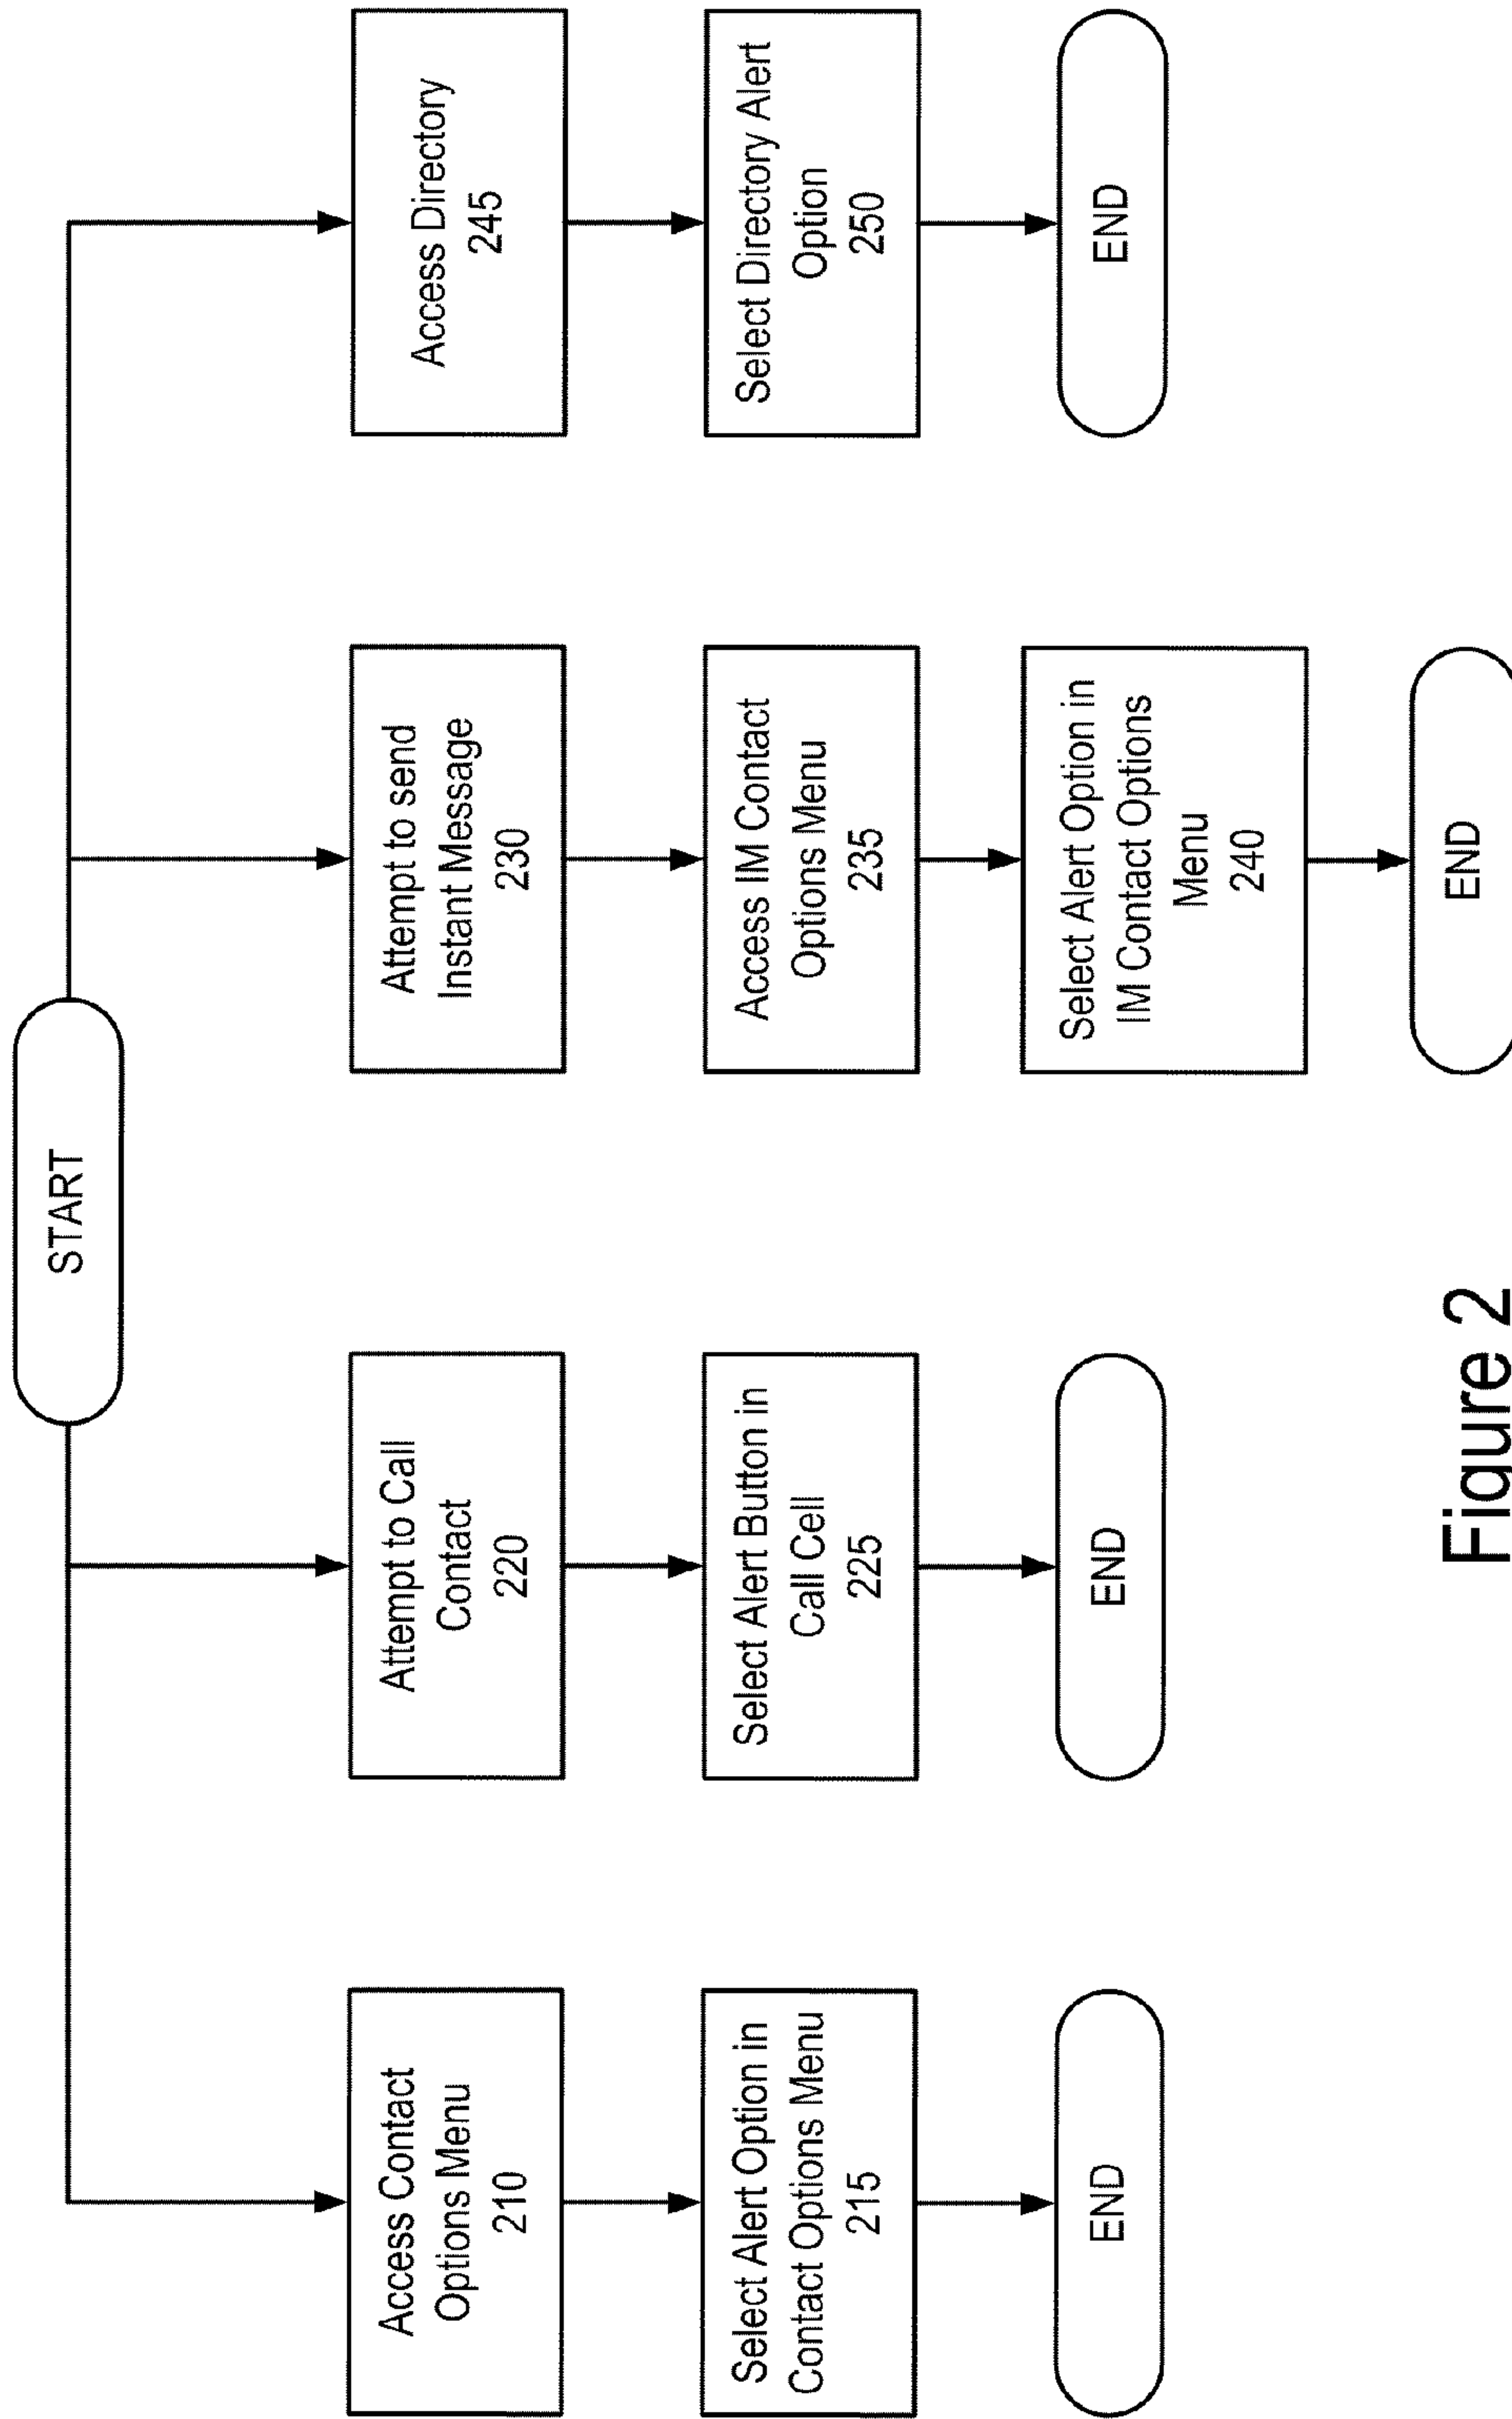 START
Access Contact
Options Menu
210
Select Alert Option in
Contact Options Menu
215
END
Attempt to Call
Contact
220
Select Alert Button in
Call Cell
225
END
Attempt to send
Instant Message
230
Access IM Contact
Options Menu
235
Select Alert Option in
IM Contact Options
Menu
240
END
Access Directory
245
Select Directory Alert
Option
250
END
Figure 2